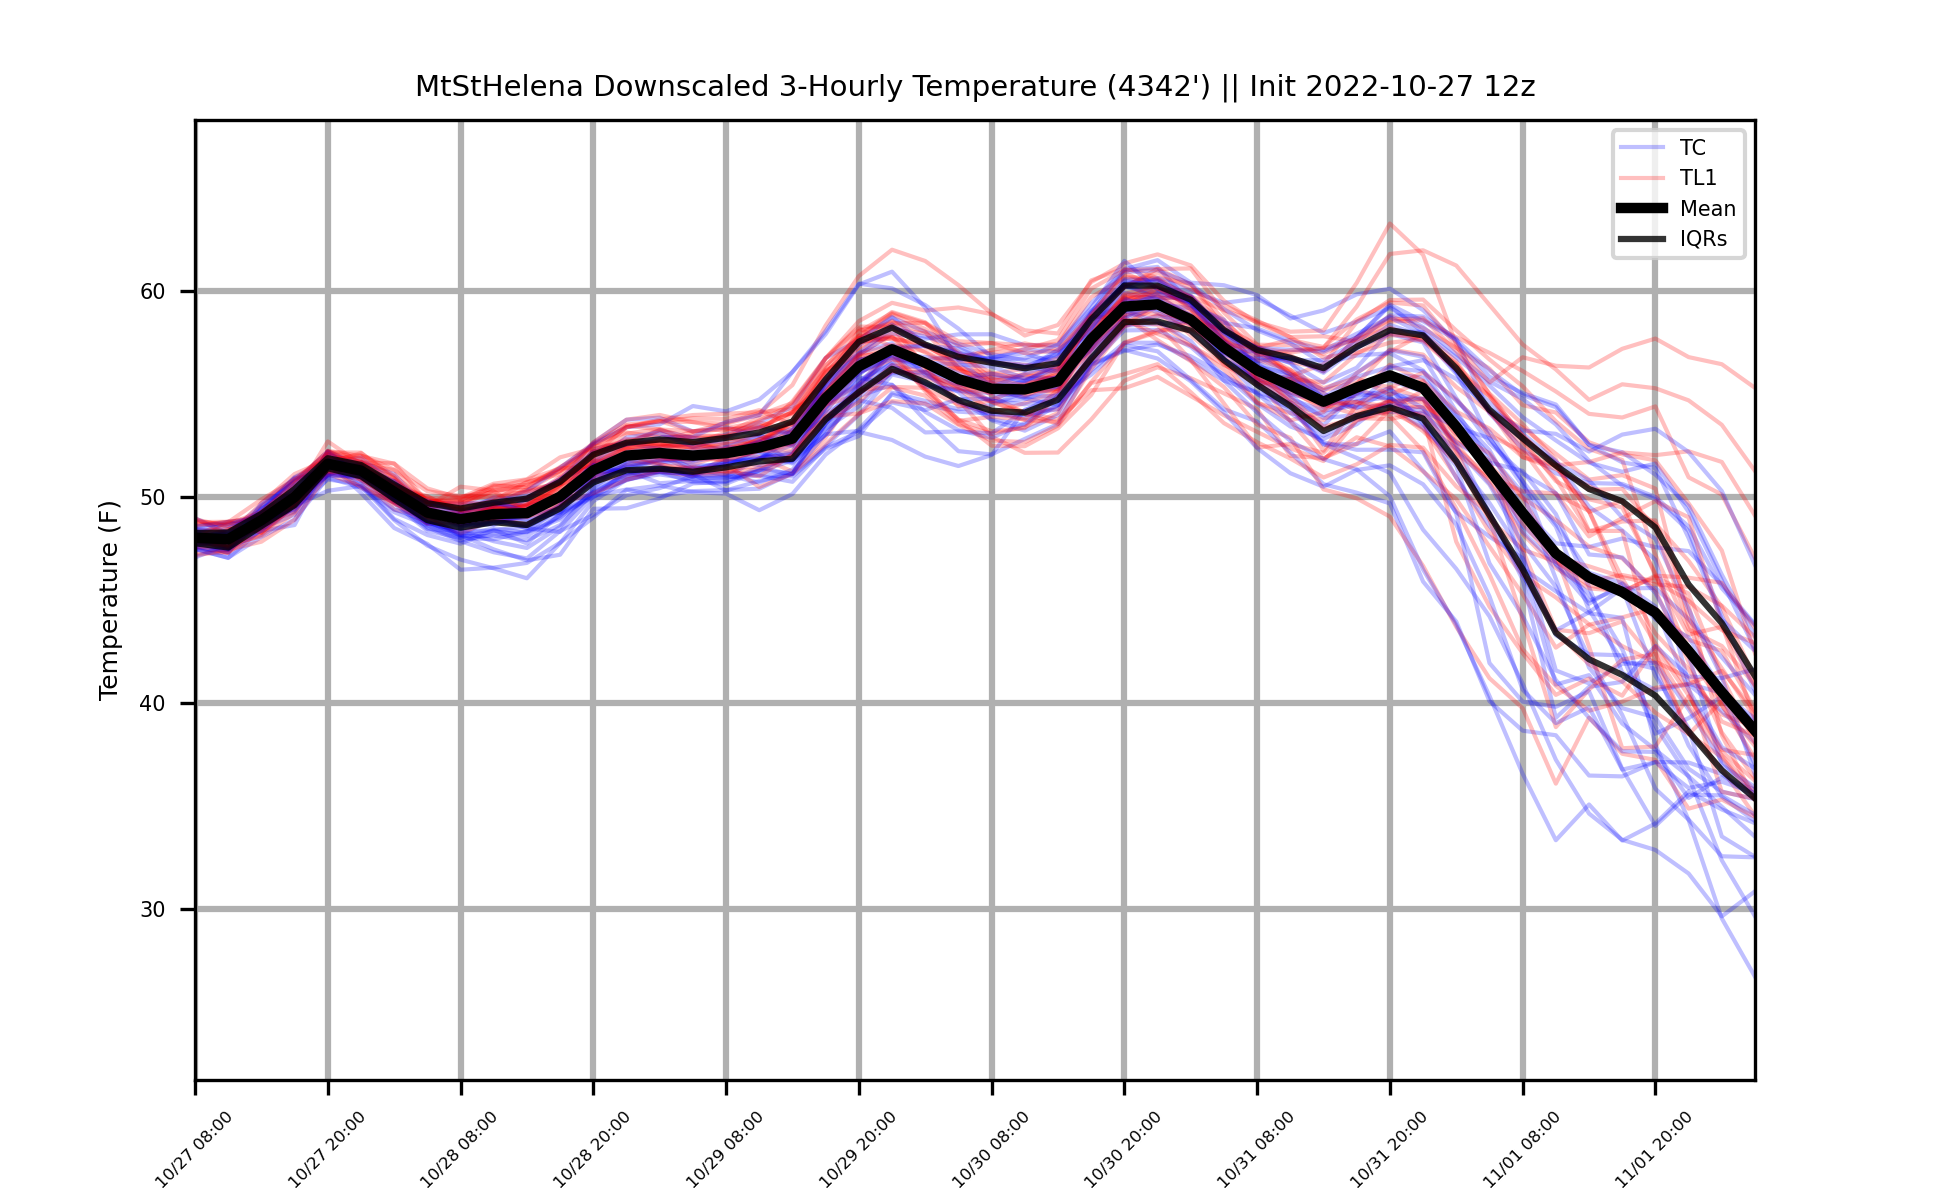 MtStHelena Downscaled 3-Hourly Temperature (4342') || Init 2022-10-27 12z
TC
TL1
Mean
IQRs
Temperature (F)
60
50
40
30
10/27 08:00
10/27 20:00
10/28 08:00
10/28 20:00
10/29 08:00
10/29 20:00
10/30 08:00
10/30 20:00
10/31 08:00
10/31 20:00
11/01 08:00
11/01 20:00